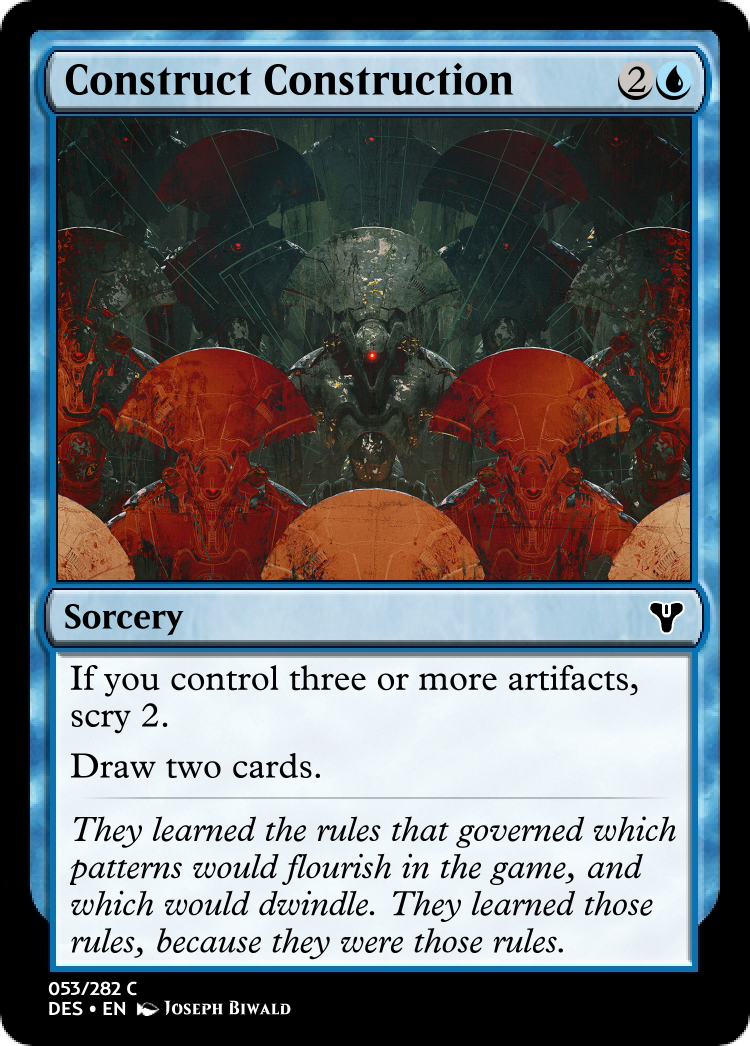 Construct Construction 2
Sorcery
If you control three or more artifacts,
scry 2.
Draw two cards.
They learned the rules that governed which
patterns would flourish in the game, and
which would dwindle. They learned those
rules, because they were those rules.
053/282 C
DES • EN Joseph Biwald